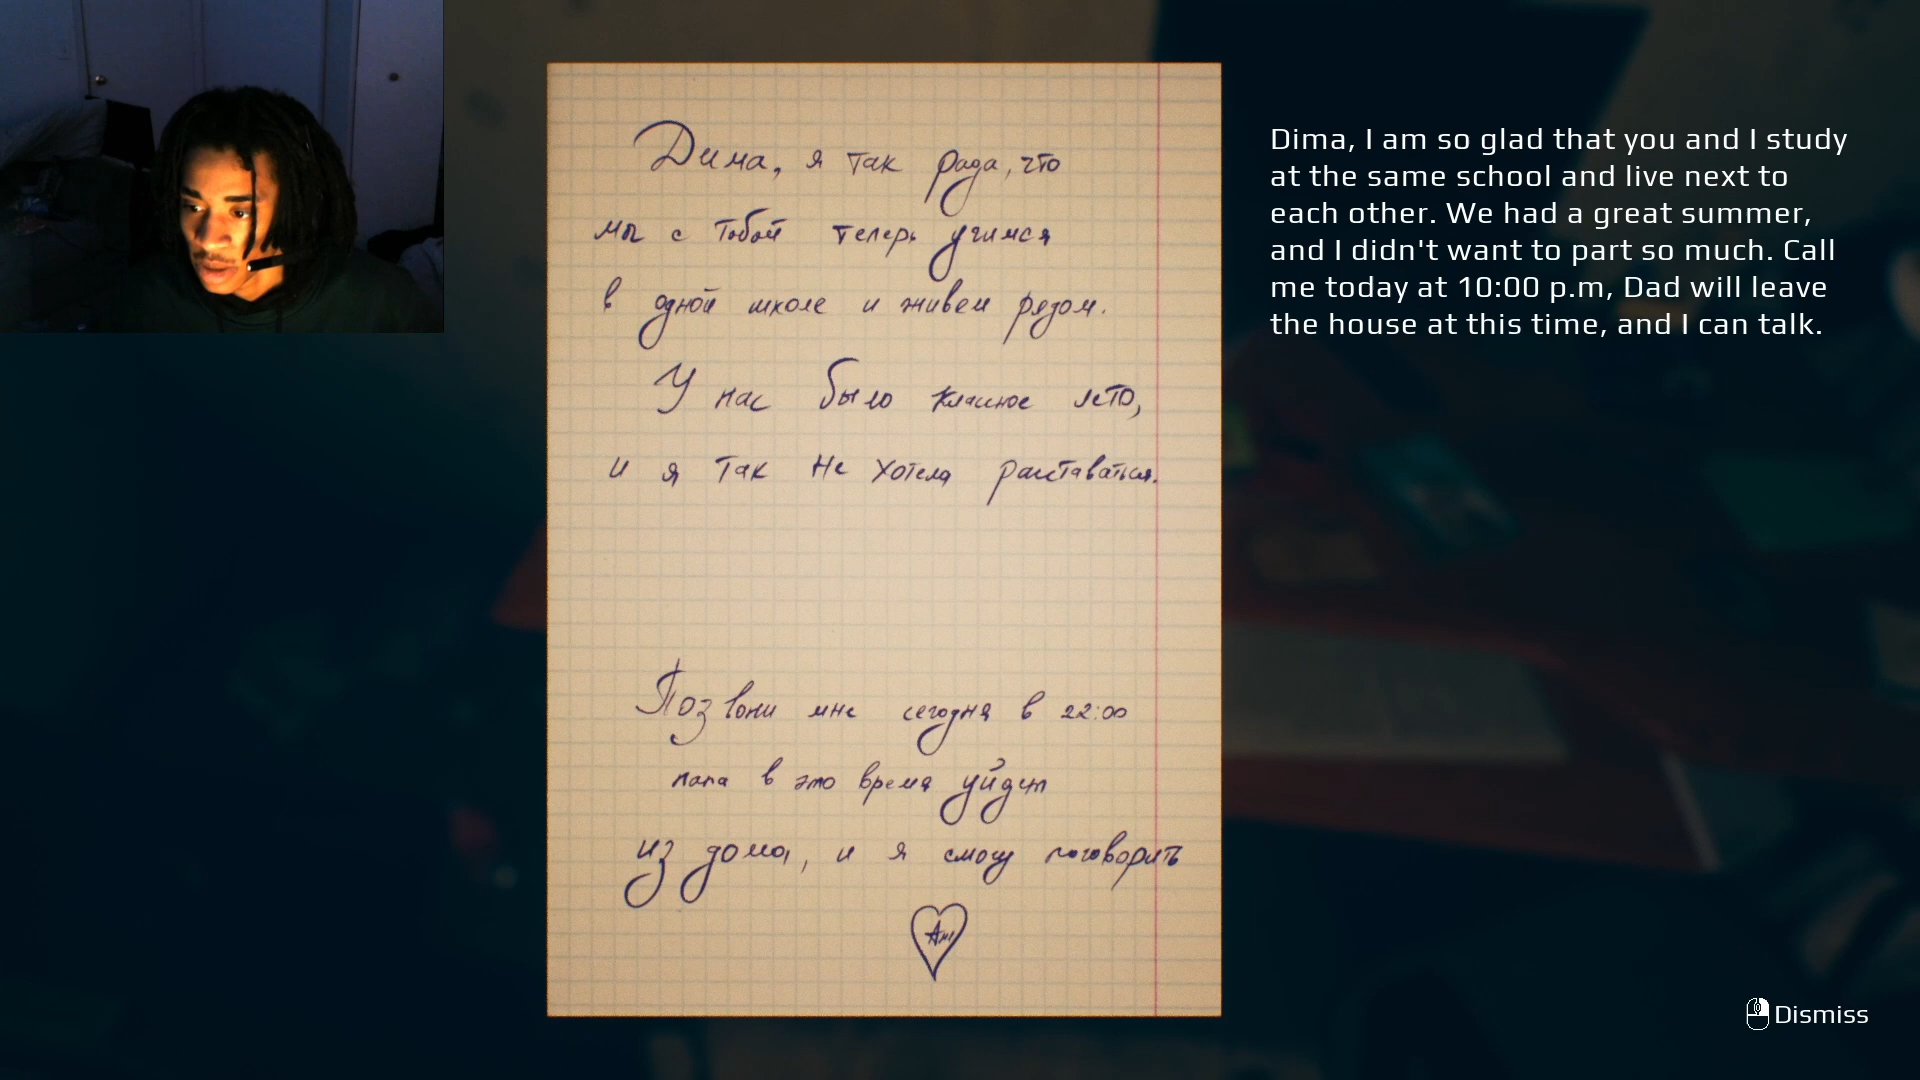 Дима, я так рада, что
мы с тобой теперь учимся
в одной школе и живем рядом.
У нас было классное лето,
и я так не хотела расставаться.
Позвони мне сегодня в 22:00
папа в это время уйдет
из дома, и я смогу поговорить
Dima, I am so glad that you and I study
at the same school and live next to
each other. We had a great summer,
and I didn't want to part so much. Call
me today at 10:00 p.m, Dad will leave
the house at this time, and I can talk.
Dismiss